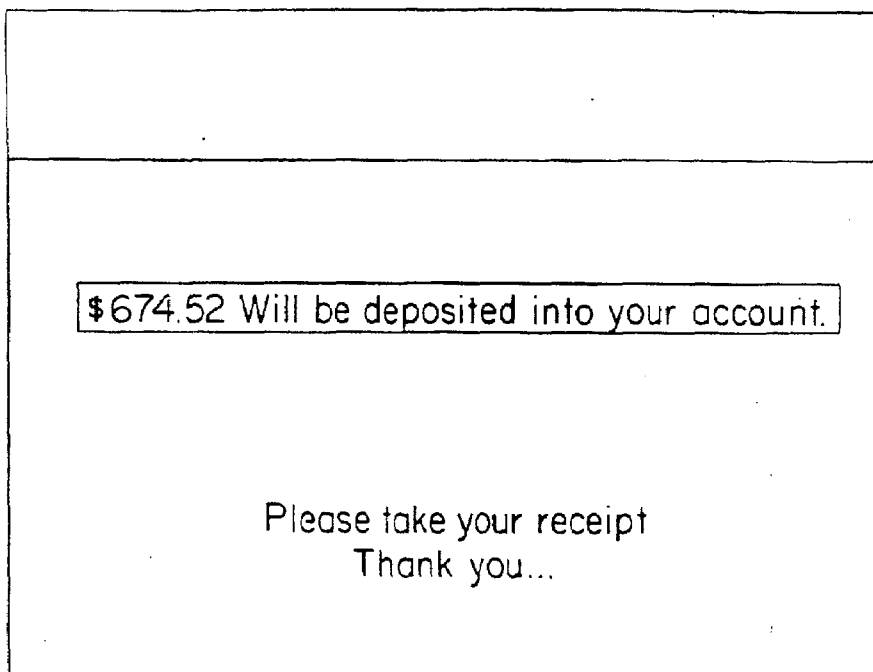 $674.52 Will be deposited into your account.
Please take your receipt
Thank you...